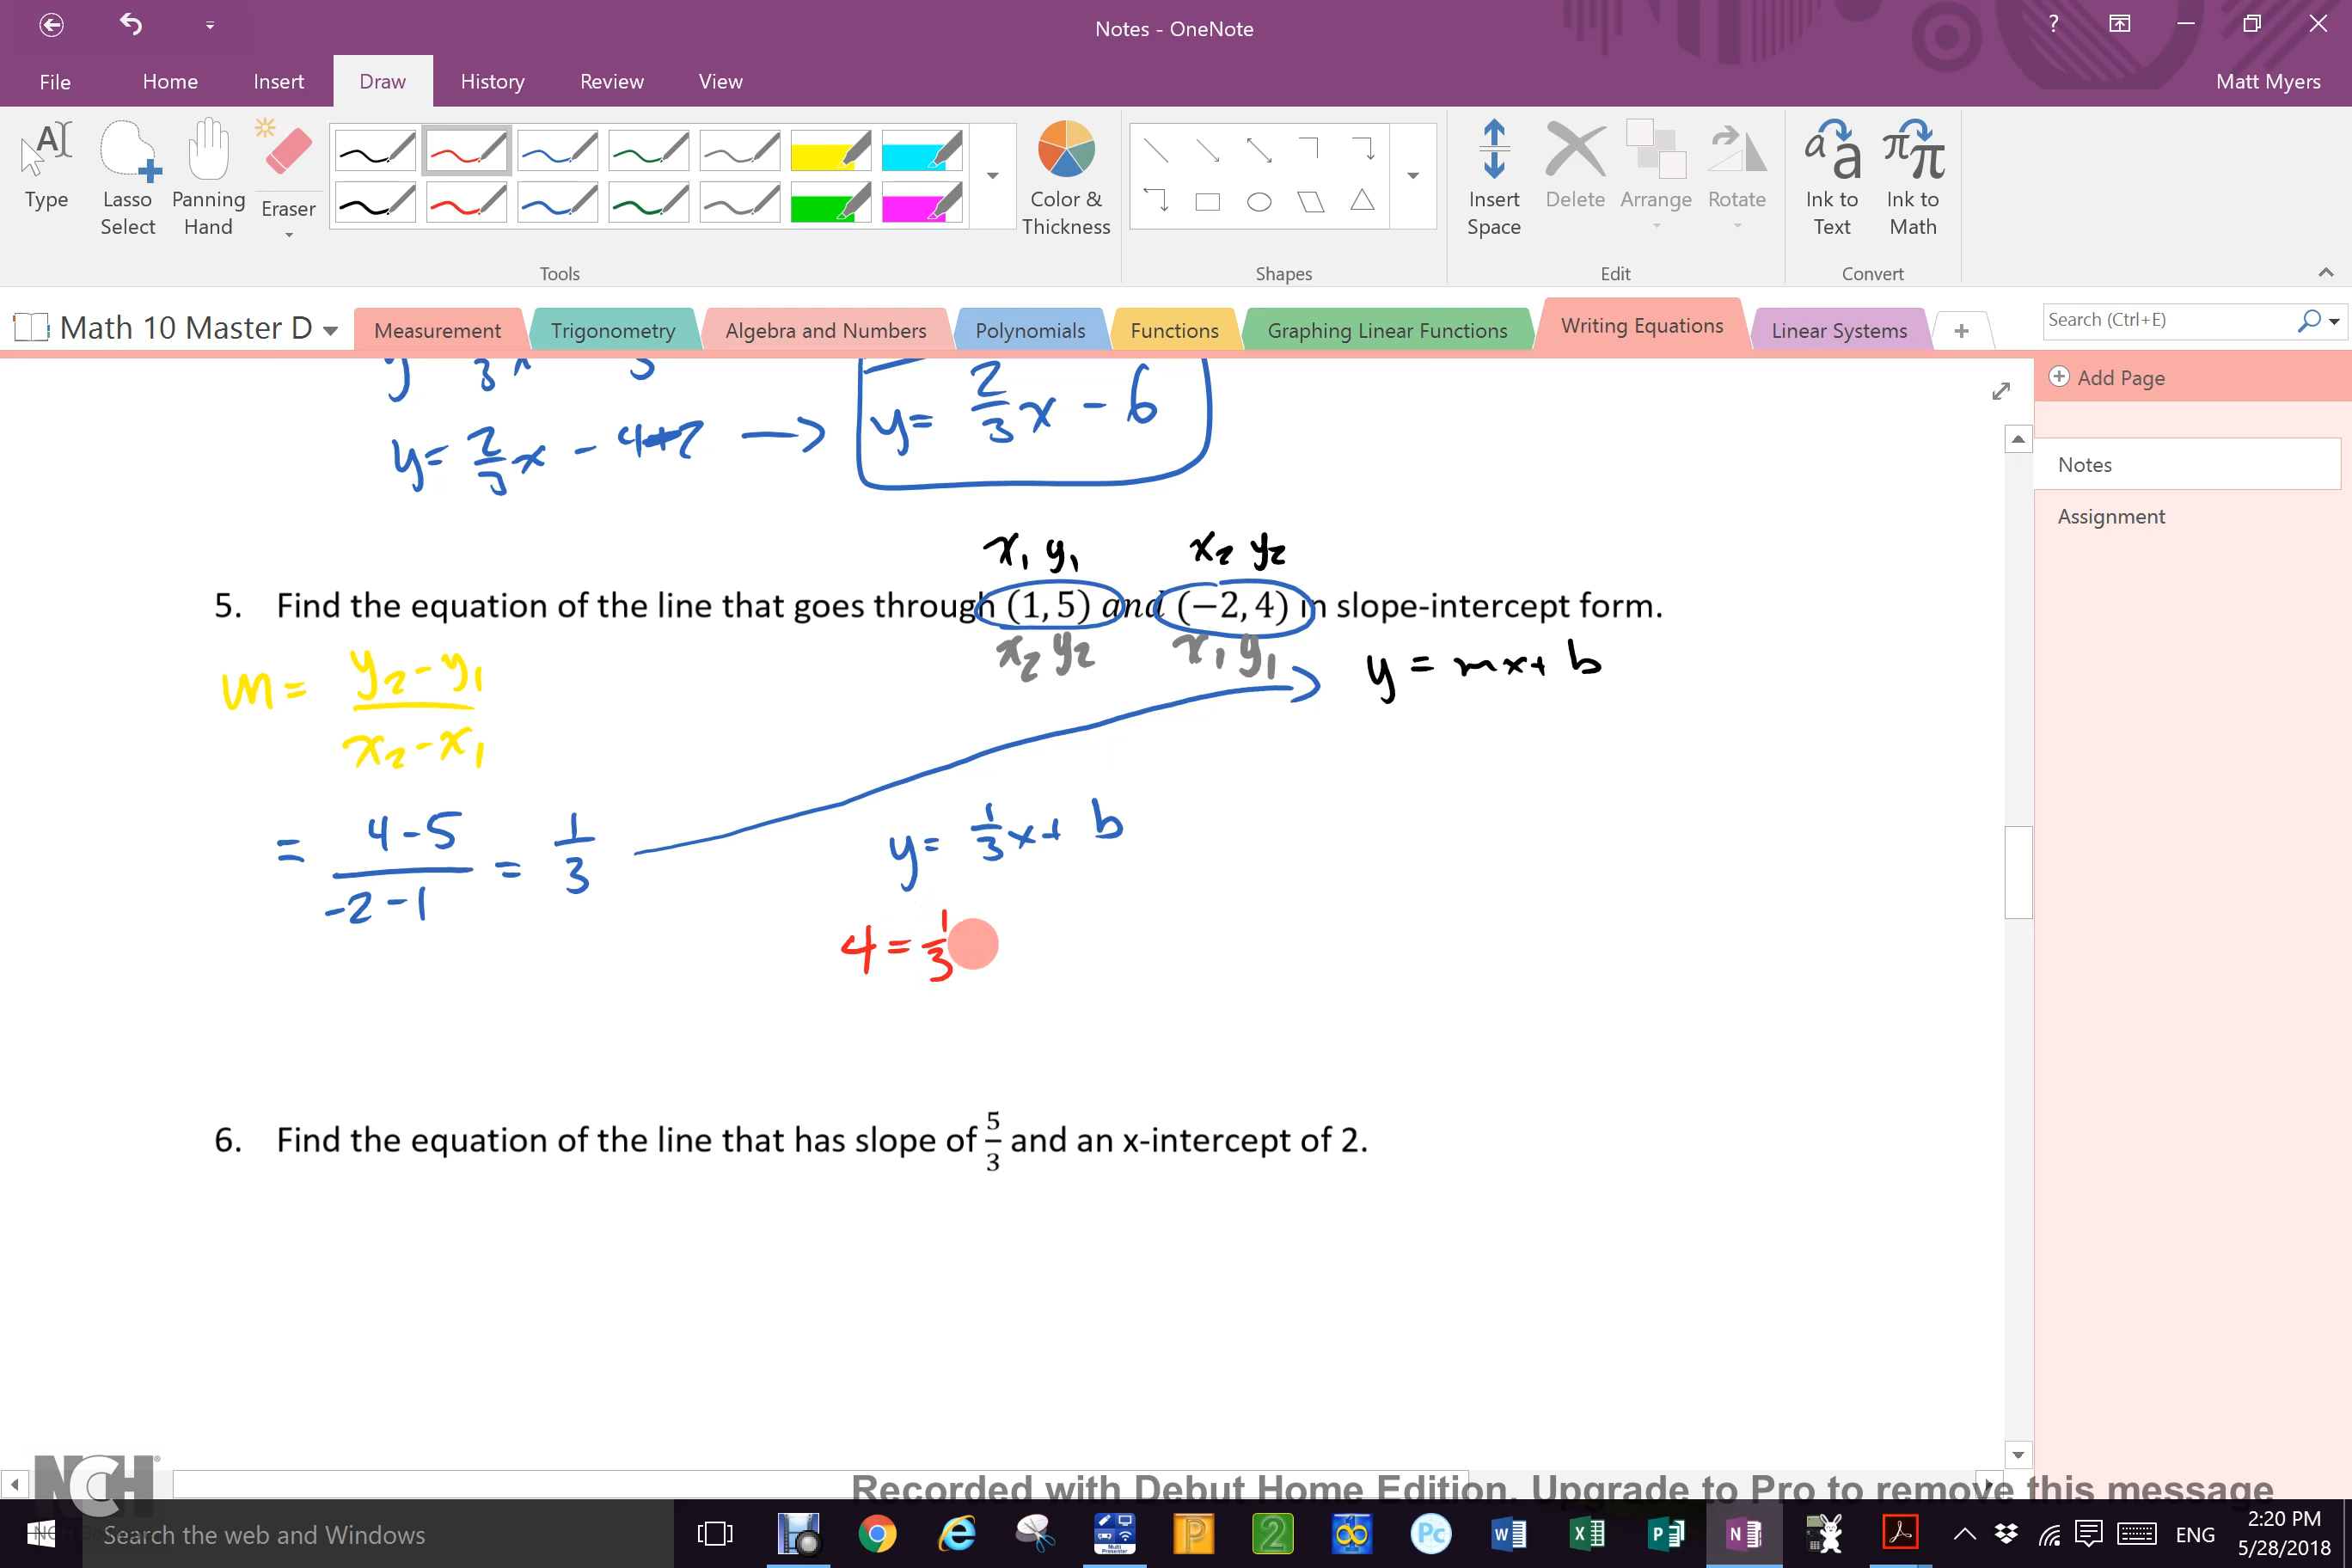 Notes - OneNote
?
File Home Insert Draw History Review View Matt Myers
Type Lasso Select Panning Hand Eraser Color & Thickness Insert Space Delete Arrange Rotate Ink to Text Ink to Math
Tools Shapes Edit Convert
Math 10 Master D Measurement Trigonometry Algebra and Numbers Polynomials Functions Graphing Linear Functions Writing Equations Linear Systems + Search (Ctrl+E)
Add Page
Notes
Assignment
y = 2/3 x - 4+2 → y = 2/3 x - 6
x₁ y₁ x₂ y₂
5. Find the equation of the line that goes through (1, 5) and (−2, 4) in slope-intercept form.
x₂ y₂ x₁ y₁
m = (y₂ - y₁)/(x₂ - x₁) y = mx + b
= (4 - 5)/(-2 - 1) = 1/3 y = 1/3 x + b
4 = 1/3
6. Find the equation of the line that has slope of 5/3 and an x-intercept of 2.
NCH
Recorded with Debut Home Edition. Upgrade to Pro to remove this message
Search the web and Windows
ENG
2:20 PM
5/28/2018